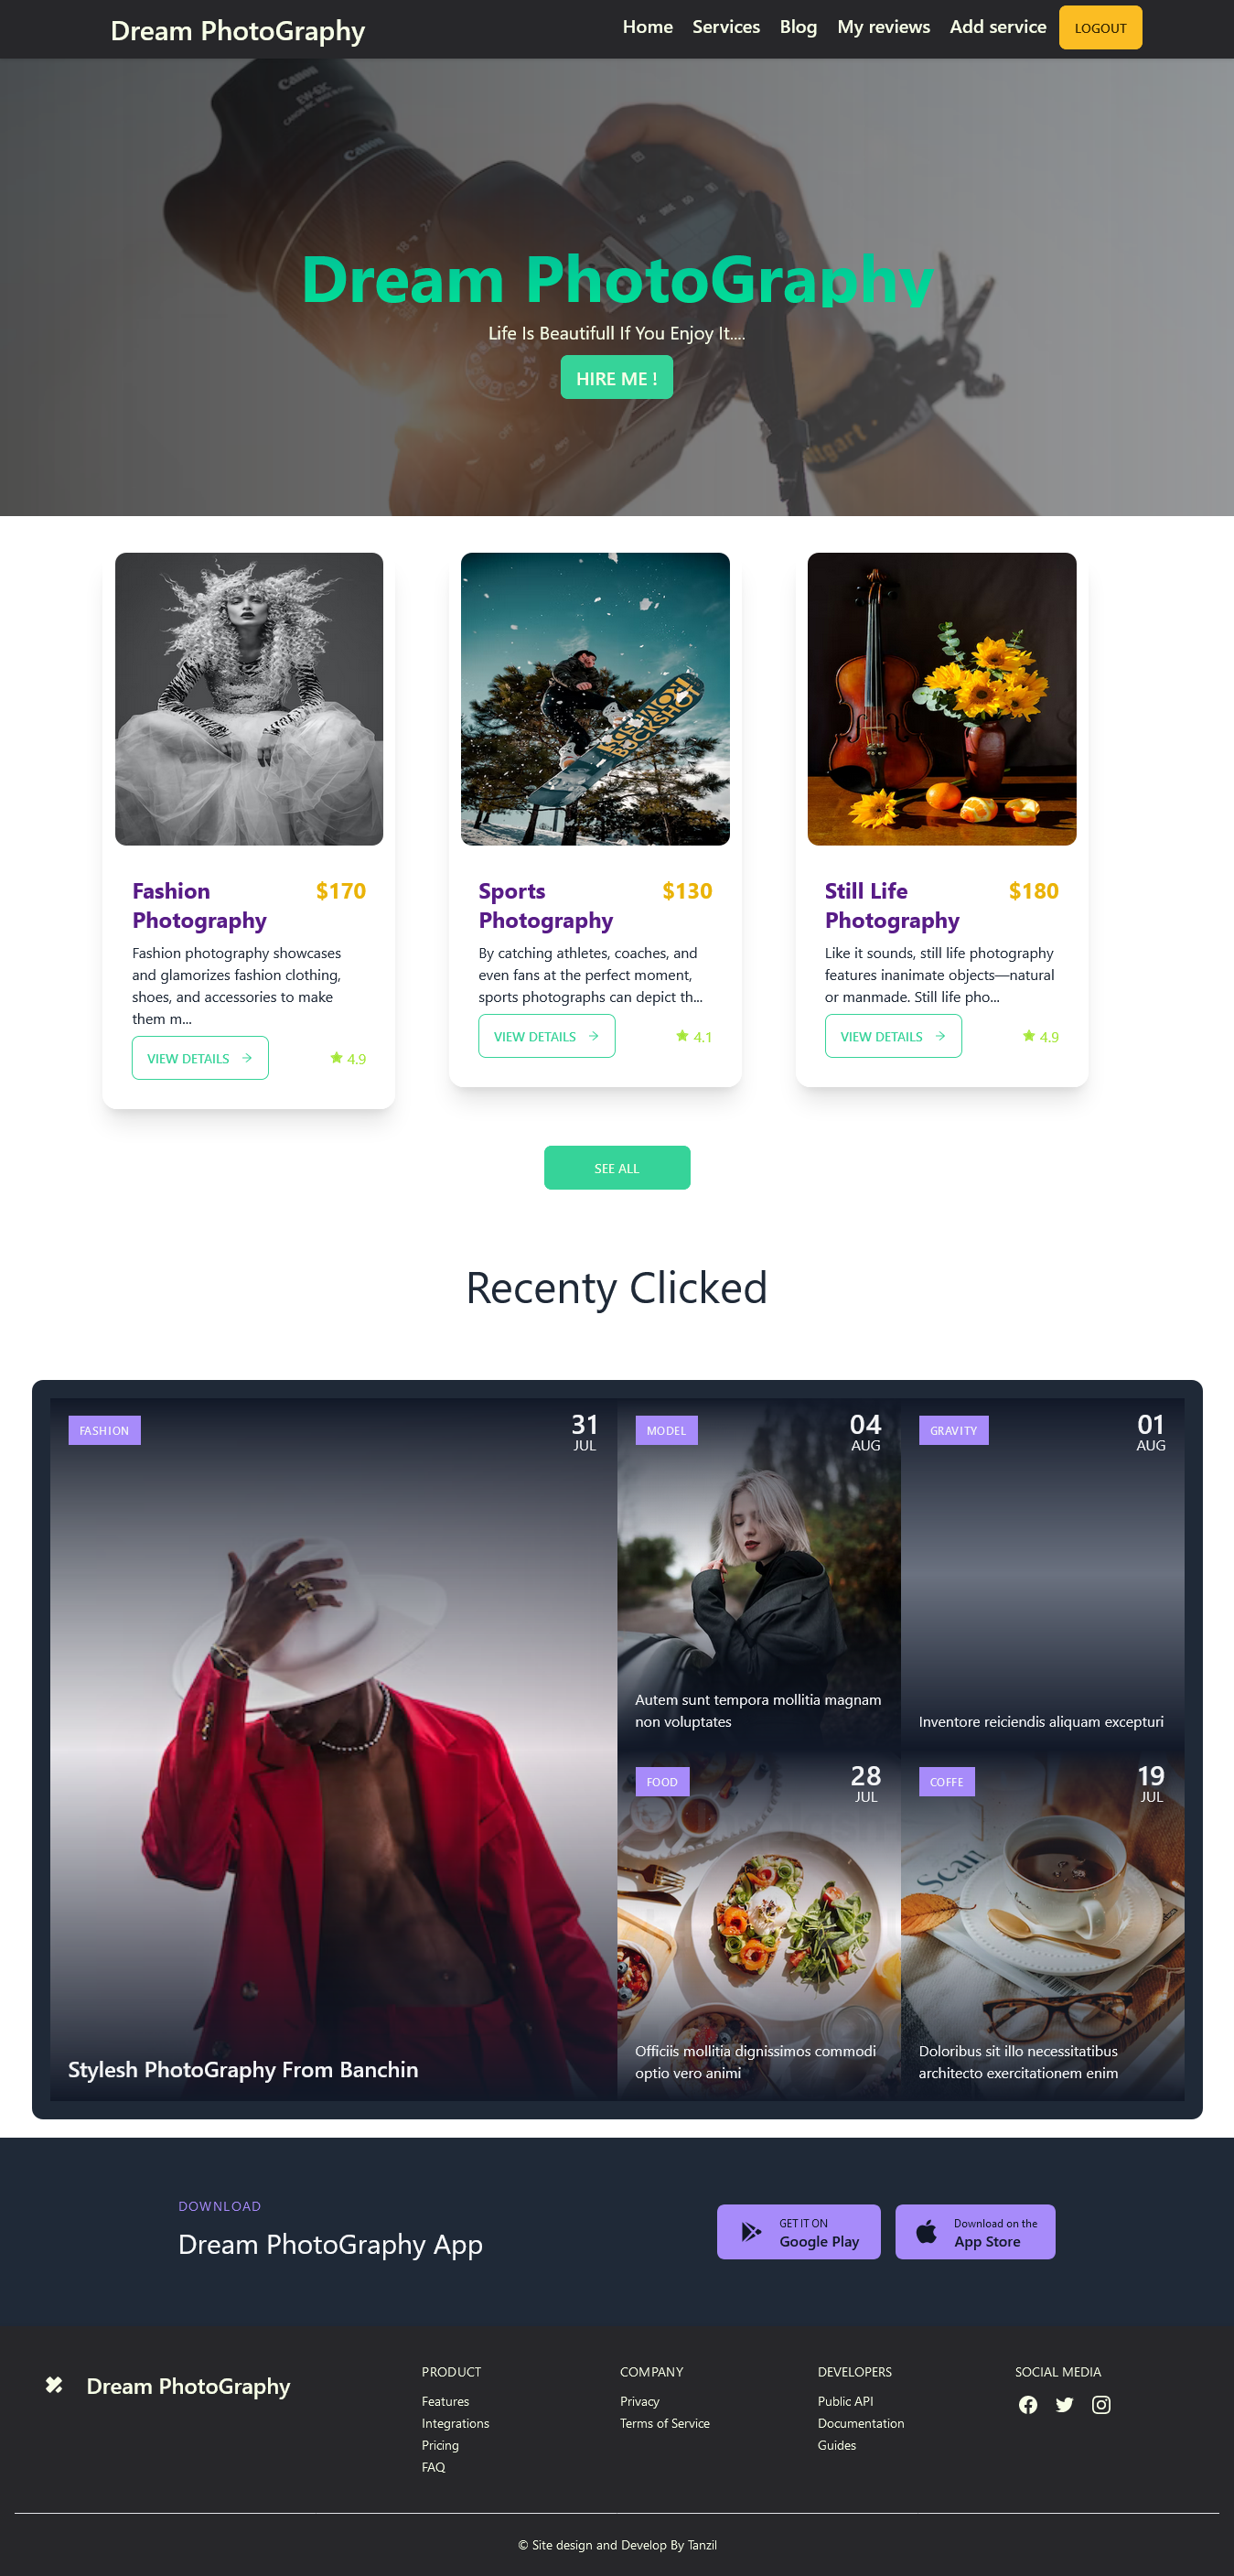 Dream PhotoGraphy
Home Services Blog My reviews Add service LOGOUT
FW-6C
Canon
Dream PhotoGraphy
Life Is Beautifull If You Enjoy It....
HIRE ME !
Fashion Photography $170
Fashion photography showcases
and glamorizes fashion clothing,
shoes, and accessories to make
them m...
VIEW DETAILS 4.9
Sports Photography $130
By catching athletes, coaches, and
even fans at the perfect moment,
sports photographs can depict th...
VIEW DETAILS 4.1
Still Life Photography $180
Like it sounds, still life photography
features inanimate objects—natural
or manmade. Still life pho...
VIEW DETAILS 4.9
SEE ALL
Recenty Clicked
FASHION
31
JUL
Stylesh PhotoGraphy From Banchin
MODEL
04
AUG
Autem sunt tempora mollitia magnam
non voluptates
GRAVITY
01
AUG
Inventore reiciendis aliquam excepturi
FOOD
28
JUL
Officiis mollitia dignissimos commodi
optio vero animi
COFFE
19
JUL
Scan
Doloribus sit illo necessitatibus
architecto exercitationem enim
DOWNLOAD
Dream PhotoGraphy App
GET IT ON
Google Play
Download on the
App Store
Dream PhotoGraphy
PRODUCT
Features
Integrations
Pricing
FAQ
COMPANY
Privacy
Terms of Service
DEVELOPERS
Public API
Documentation
Guides
SOCIAL MEDIA
© Site design and Develop By Tanzil